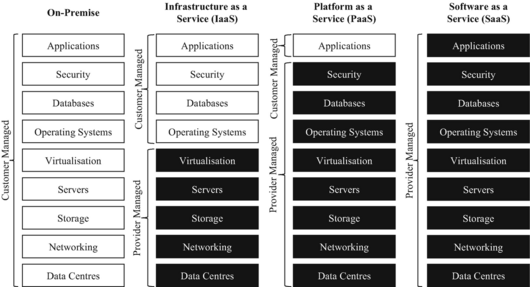 On-Premise
Infrastructure as a
Service (IaaS)
Platform as a
Service (PaaS)
Software as a
Service (SaaS)
Customer Managed
Applications
Security
Databases
Operating Systems
Virtualisation
Servers
Storage
Networking
Data Centres
Customer Managed
Provider Managed
Applications
Security
Databases
Operating Systems
Virtualisation
Servers
Storage
Networking
Data Centres
Customer Managed
Provider Managed
Applications
Security
Databases
Operating Systems
Virtualisation
Servers
Storage
Networking
Data Centres
Provider Managed
Applications
Security
Databases
Operating Systems
Virtualisation
Servers
Storage
Networking
Data Centres